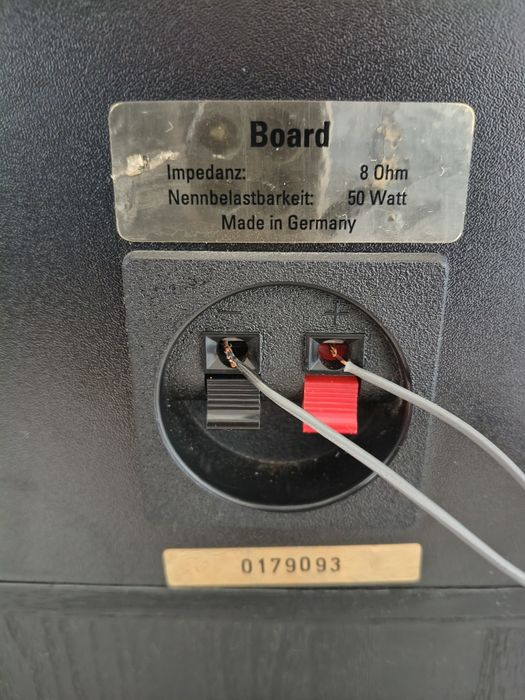 Board
Impedanz: 8 Ohm
Nennbelastbarkeit: 50 Watt
Made in Germany
- +
0179093